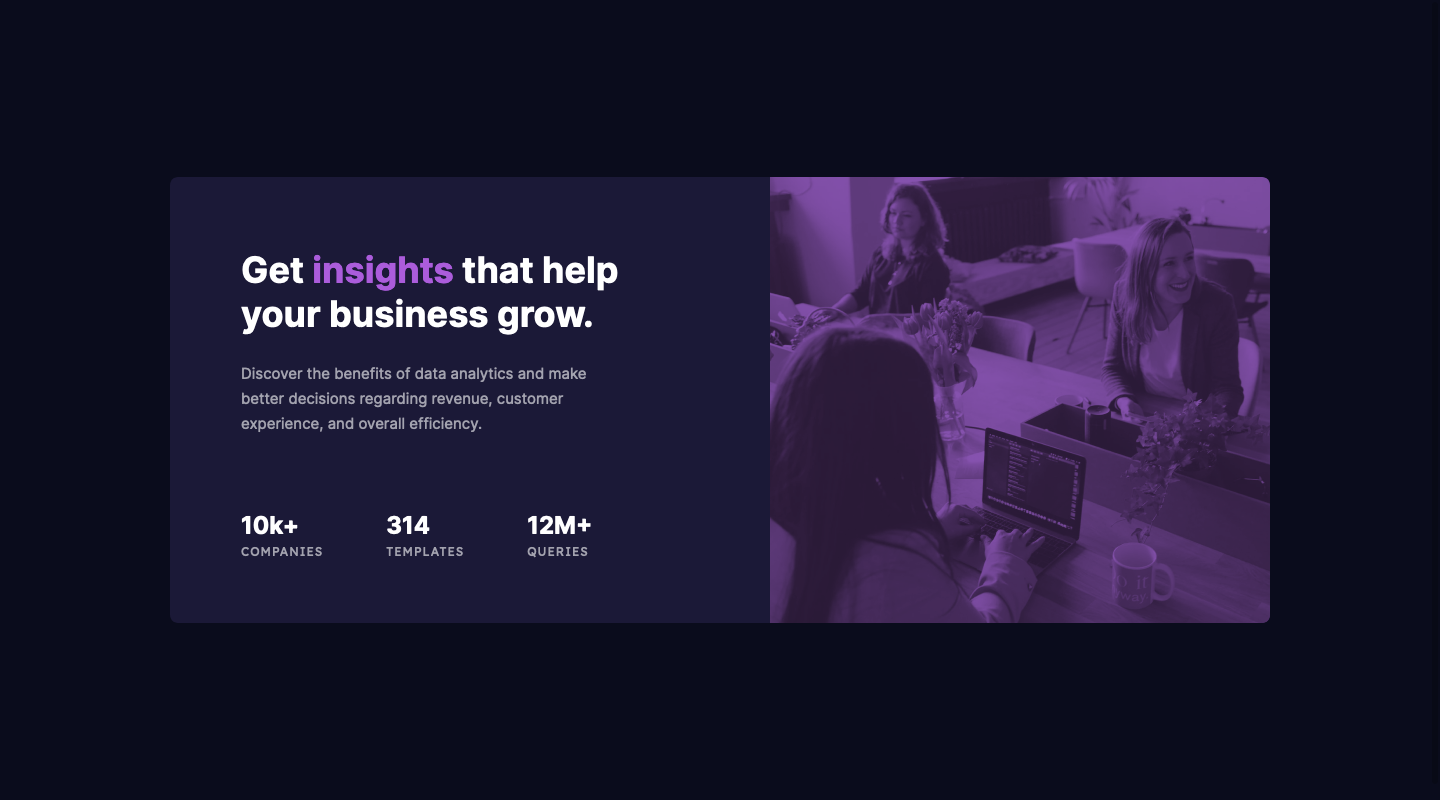 Get insights that help
your business grow.
Discover the benefits of data analytics and make
better decisions regarding revenue, customer
experience, and overall efficiency.
10k+ 314 12M+
COMPANIES TEMPLATES QUERIES